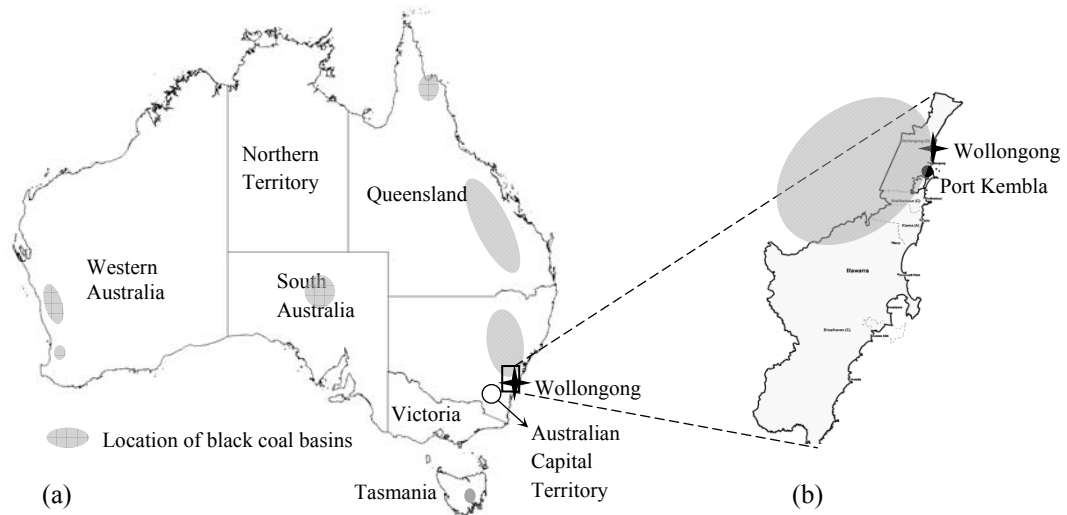 Northern
Territory
Queensland
Western
Australia
South
Australia
Wollongong
Victoria
Australian
Capital
Territory
Tasmania
Location of black coal basins
(a)
Wollongong
Port Kembla
Illawarra
(b)